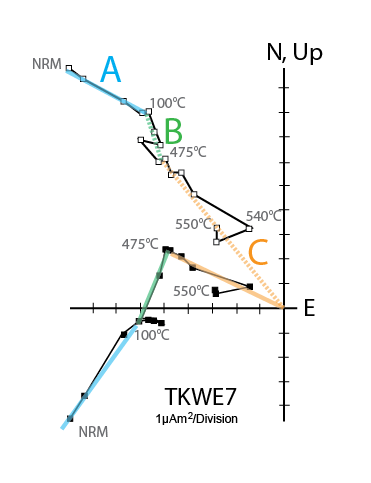 N, Up
NRM
A
100°C
B
475°C
550°C
540°C
C
475°C
550°C
E
100°C
NRM
TKWE7
1μAm²/Division